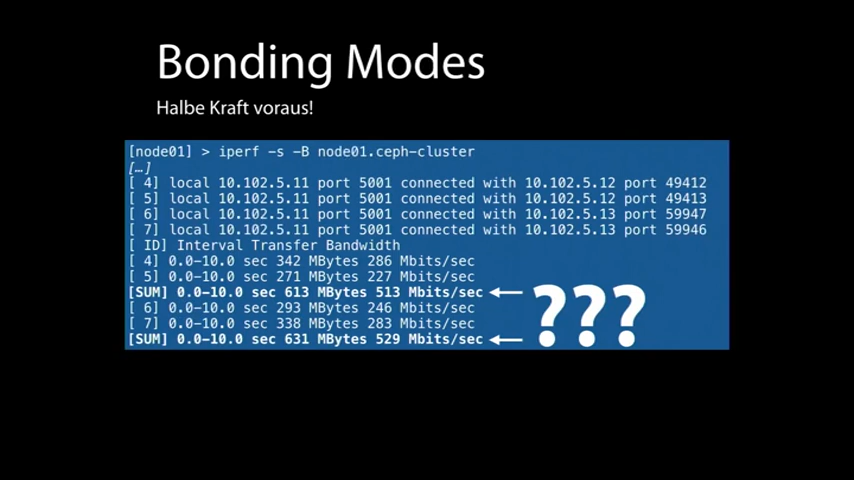 Bonding Modes
Halbe Kraft voraus!
[node01] > iperf -s -B node01.ceph-cluster
[…]
[ 4] local 10.102.5.11 port 5001 connected with 10.102.5.12 port 49412
[ 5] local 10.102.5.11 port 5001 connected with 10.102.5.12 port 49413
[ 6] local 10.102.5.11 port 5001 connected with 10.102.5.13 port 59947
[ 7] local 10.102.5.11 port 5001 connected with 10.102.5.13 port 59946
[ ID] Interval Transfer Bandwidth
[ 4] 0.0-10.0 sec 342 MBytes 286 Mbits/sec
[ 5] 0.0-10.0 sec 271 MBytes 227 Mbits/sec
[SUM] 0.0-10.0 sec 613 MBytes 513 Mbits/sec
[ 6] 0.0-10.0 sec 293 MBytes 246 Mbits/sec
[ 7] 0.0-10.0 sec 338 MBytes 283 Mbits/sec
[SUM] 0.0-10.0 sec 631 MBytes 529 Mbits/sec
???